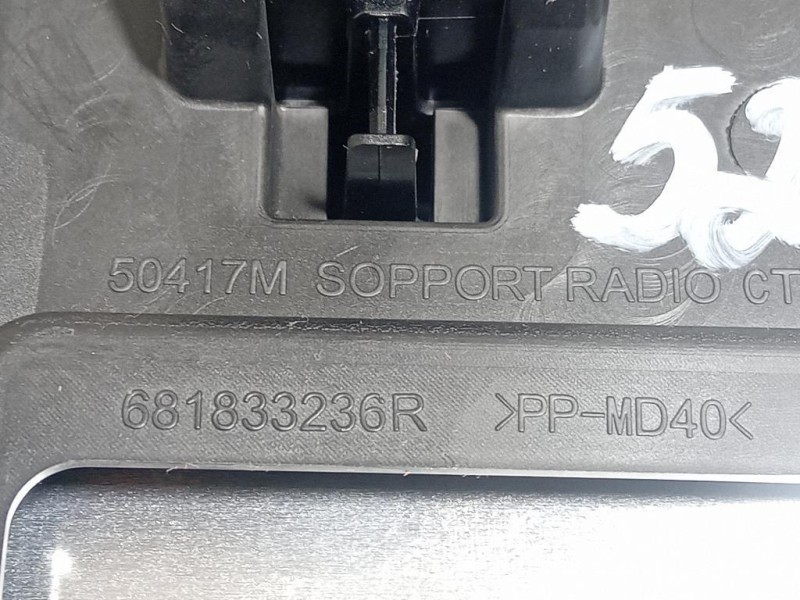 50417M SOPPORT RADIO CT
681833236R >PP-MD40<